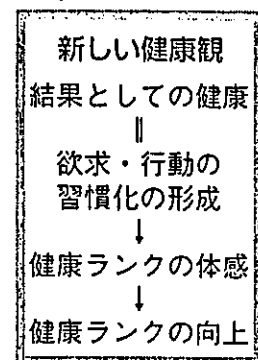 新しい健康観
結果としての健康
||
欲求・行動の
習慣化の形成
↓
健康ランクの体感
↓
健康ランクの向上